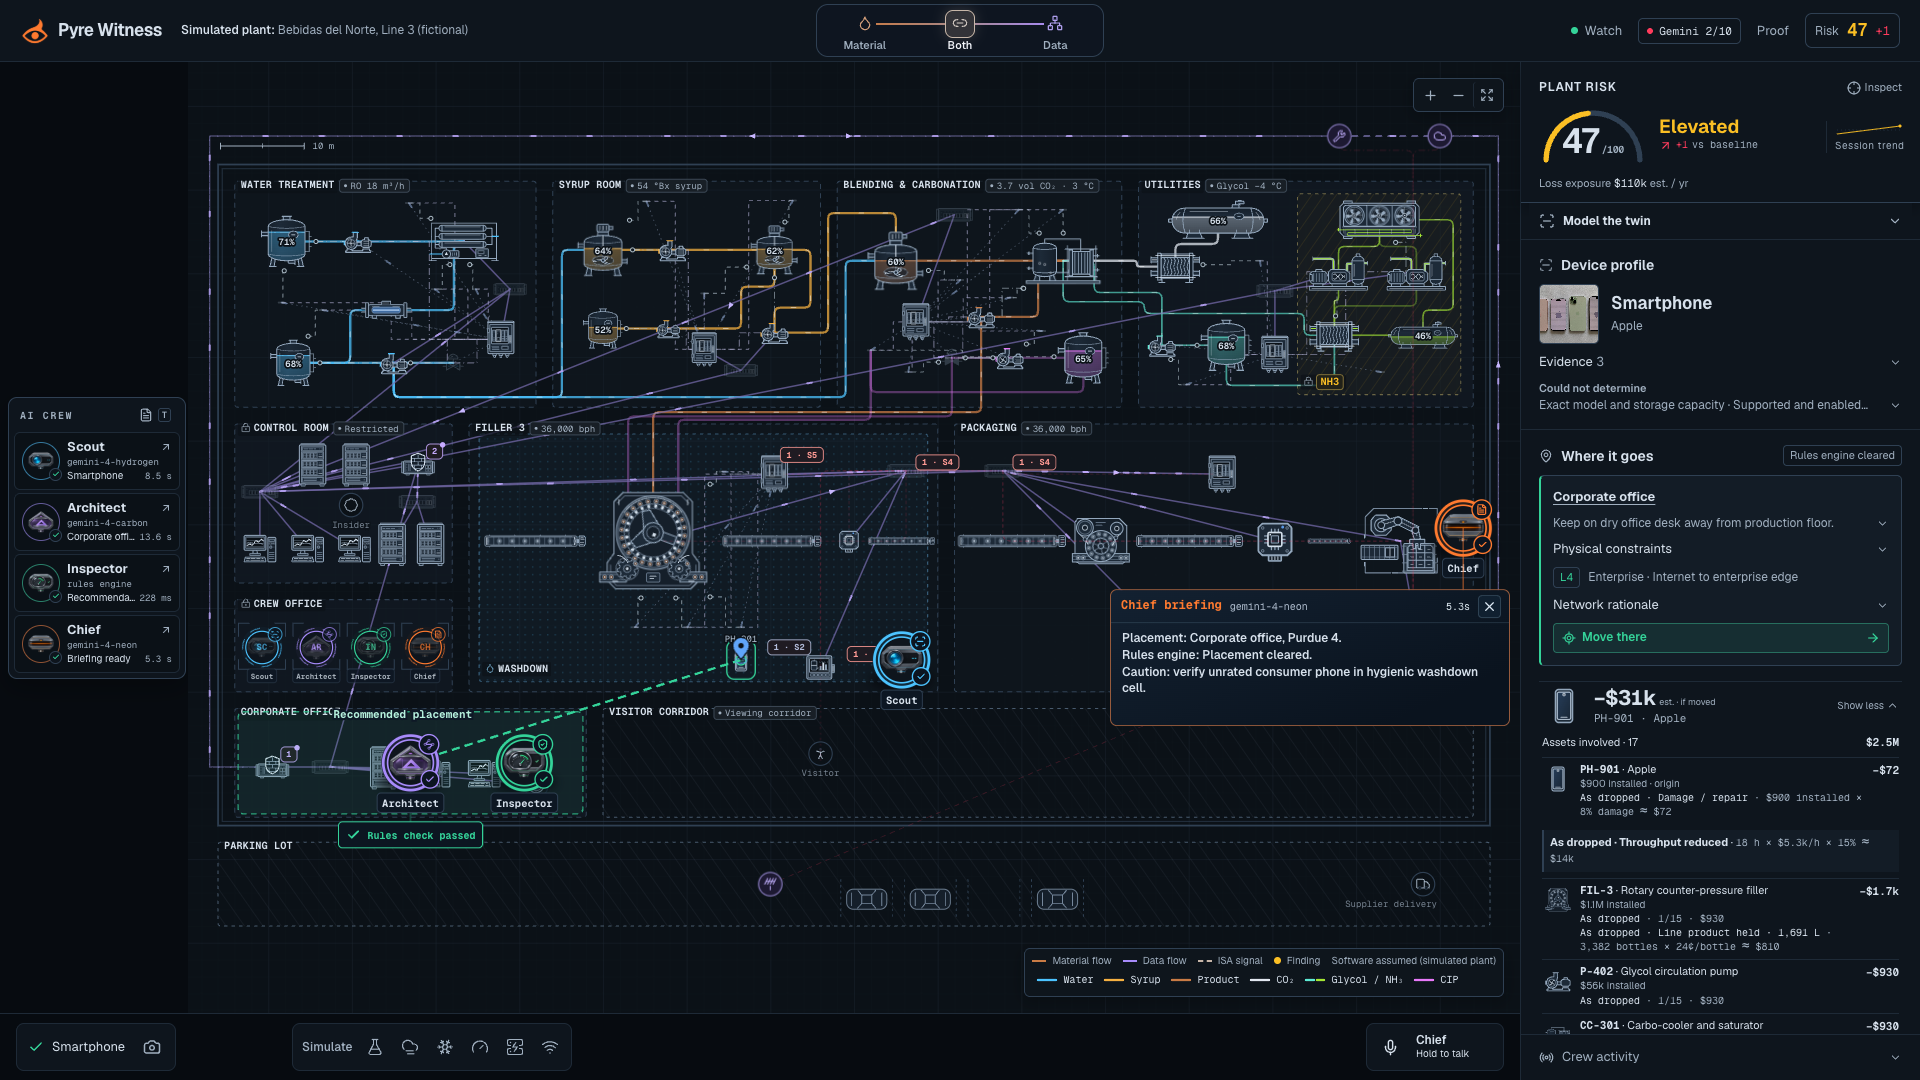 Pyre Witness
Simulated plant: Bebidas del Norte, Line 3 (fictional)
Material
Both
Data
Watch
Gemini 2/10
Proof
Risk 47 +1
10 m
WATER TREATMENT
RO 18 m³/h
71%
68%
SYRUP ROOM
54 °Bx syrup
64%
62%
52%
BLENDING & CARBONATION
3.7 vol CO₂ · 3 °C
60%
65%
UTILITIES
Glycol -4 °C
66%
68%
46%
NH3
CONTROL ROOM
Restricted
2
Insider
FILLER 3
36,000 bph
1 · S5
1 · S4
PACKAGING
36,000 bph
1 · S4
Chief
AI CREW
T
Scout
gemini-4-hydrogen
Smartphone 8.5 s
Architect
gemini-4-carbon
Corporate offi... 13.6 s
Inspector
rules engine
Recommenda... 228 ms
Chief
gemini-4-neon
Briefing ready 5.3 s
CREW OFFICE
SC
AR
IN
CH
Scout
Architect
Inspector
Chief
WASHDOWN
1 · S2
1 ·
Scout
Chief briefing gemini-4-neon 5.3s
Placement: Corporate office, Purdue 4.
Rules engine: Placement cleared.
Caution: verify unrated consumer phone in hygienic washdown
cell.
CORPORATE OFFIC
Recommended placement
1
Architect
Inspector
Rules check passed
VISITOR CORRIDOR
Viewing corridor
Visitor
PARKING LOT
Supplier delivery
Material flow
Data flow
ISA signal
Finding
Software assumed (simulated plant)
Water
Syrup
Product
CO₂
Glycol / NH₃
CIP
Smartphone
Simulate
Chief
Hold to talk
PLANT RISK
Inspect
47 /100
Elevated
+1 vs baseline
Session trend
Loss exposure $110k est. / yr
Model the twin
Device profile
Smartphone
Apple
Evidence 3
Could not determine
Exact model and storage capacity · Supported and enabled...
Where it goes
Rules engine cleared
Corporate office
Keep on dry office desk away from production floor.
Physical constraints
L4 Enterprise · Internet to enterprise edge
Network rationale
Move there
−$31k est. · if moved
PH-901 · Apple
Show less
Assets involved · 17 $2.5M
PH-901 · Apple −$72
$900 installed · origin
As dropped · Damage / repair · $900 installed ×
8% damage ≈ $72
As dropped · Throughput reduced · 18 h × $5.3k/h × 15% ≈
$14k
FIL-3 · Rotary counter-pressure filler −$1.7k
$1.1M installed
As dropped · 1/15 · $930
As dropped · Line product held · 1,691 L ·
3,382 bottles × 24¢/bottle ≈ $810
P-402 · Glycol circulation pump −$930
$56k installed
As dropped · 1/15 · $930
CC-301 · Carbo-cooler and saturator −$930
Crew activity